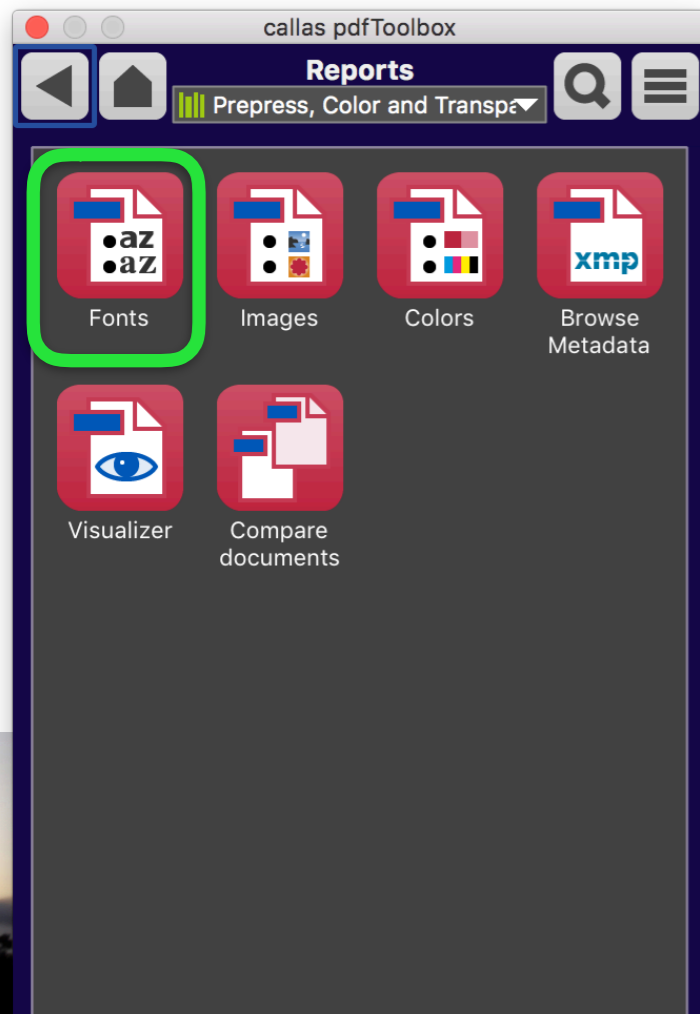 callas pdfToolbox
Reports
Prepress, Color and Transpa
az
az
xmp
Fonts
Images
Colors
Browse
Metadata
Visualizer
Compare
documents